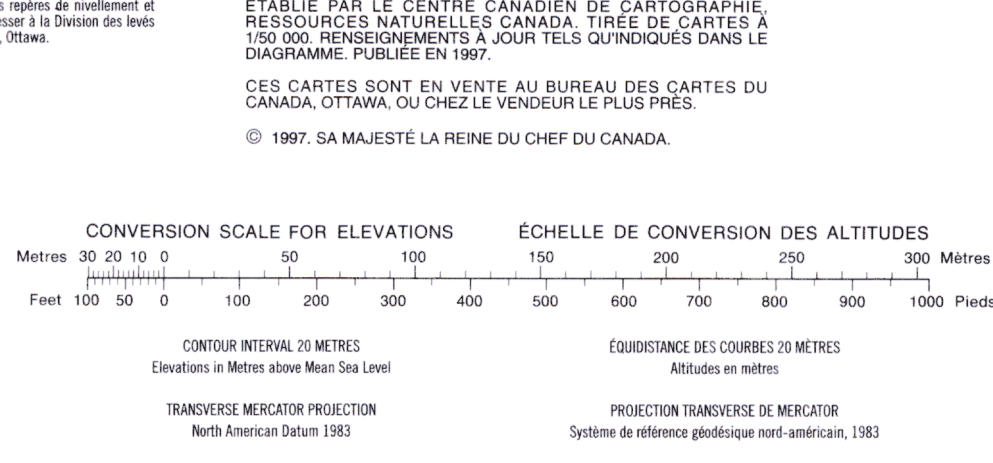 s repères de nivellement et
esser à la Division des levés
, Ottawa.
ÉTABLIE PAR LE CENTRE CANADIEN DE CARTOGRAPHIE,
RESSOURCES NATURELLES CANADA. TIRÉE DE CARTES À
1/50 000. RENSEIGNEMENTS À JOUR TELS QU'INDIQUÉS DANS LE
DIAGRAMME. PUBLIÉE EN 1997.
CES CARTES SONT EN VENTE AU BUREAU DES CARTES DU
CANADA, OTTAWA, OU CHEZ LE VENDEUR LE PLUS PRÈS.
© 1997. SA MAJESTÉ LA REINE DU CHEF DU CANADA.
CONVERSION SCALE FOR ELEVATIONS ÉCHELLE DE CONVERSION DES ALTITUDES
Metres 30 20 10 0 50 100 150 200 250 300 Mètres
Feet 100 50 0 100 200 300 400 500 600 700 800 900 1000 Pieds
CONTOUR INTERVAL 20 METRES
Elevations in Metres above Mean Sea Level
ÉQUIDISTANCE DES COURBES 20 MÈTRES
Altitudes en mètres
TRANSVERSE MERCATOR PROJECTION
North American Datum 1983
PROJECTION TRANSVERSE DE MERCATOR
Système de référence géodésique nord-américain, 1983